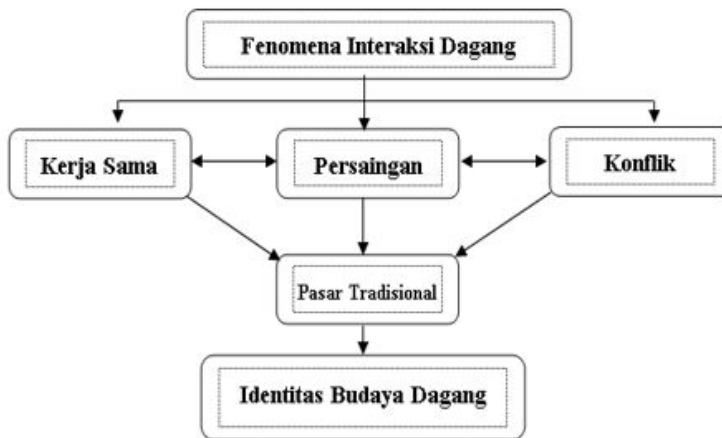 Fenomena Interaksi Dagang
Kerja Sama
Persaingan
Konflik
Pasar Tradisional
Identitas Budaya Dagang